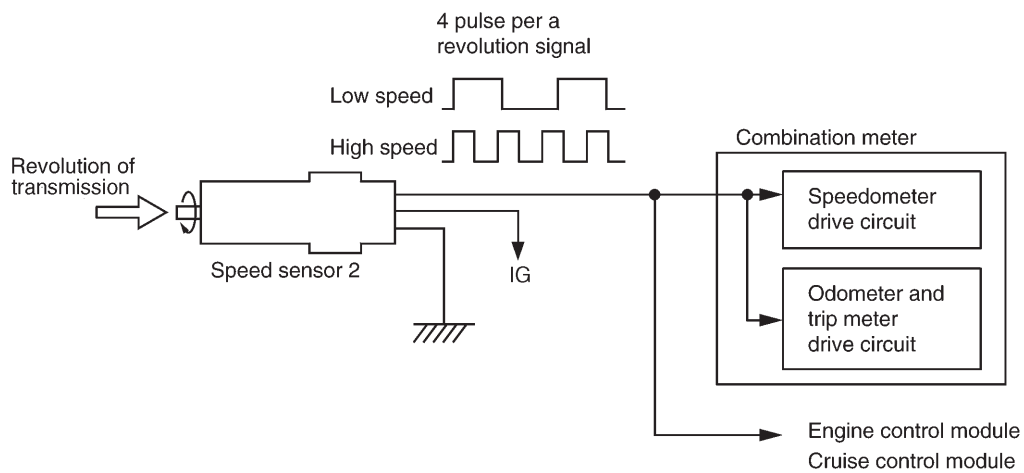 4 pulse per a
revolution signal
Low speed
High speed
Revolution of
transmission
Speed sensor 2
IG
Combination meter
Speedometer
drive circuit
Odometer and
trip meter
drive circuit
Engine control module
Cruise control module